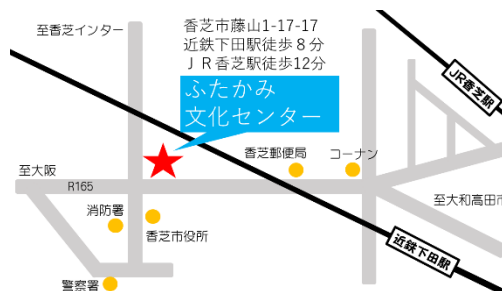 至香芝インター
香芝市藤山1-17-17
近鉄下田駅徒歩８分
ＪＲ香芝駅徒歩12分
ふたかみ
文化センター
JR香芝駅
香芝郵便局
コーナン
至大阪
R165
至大和高田市
消防署
香芝市役所
近鉄下田駅
警察署